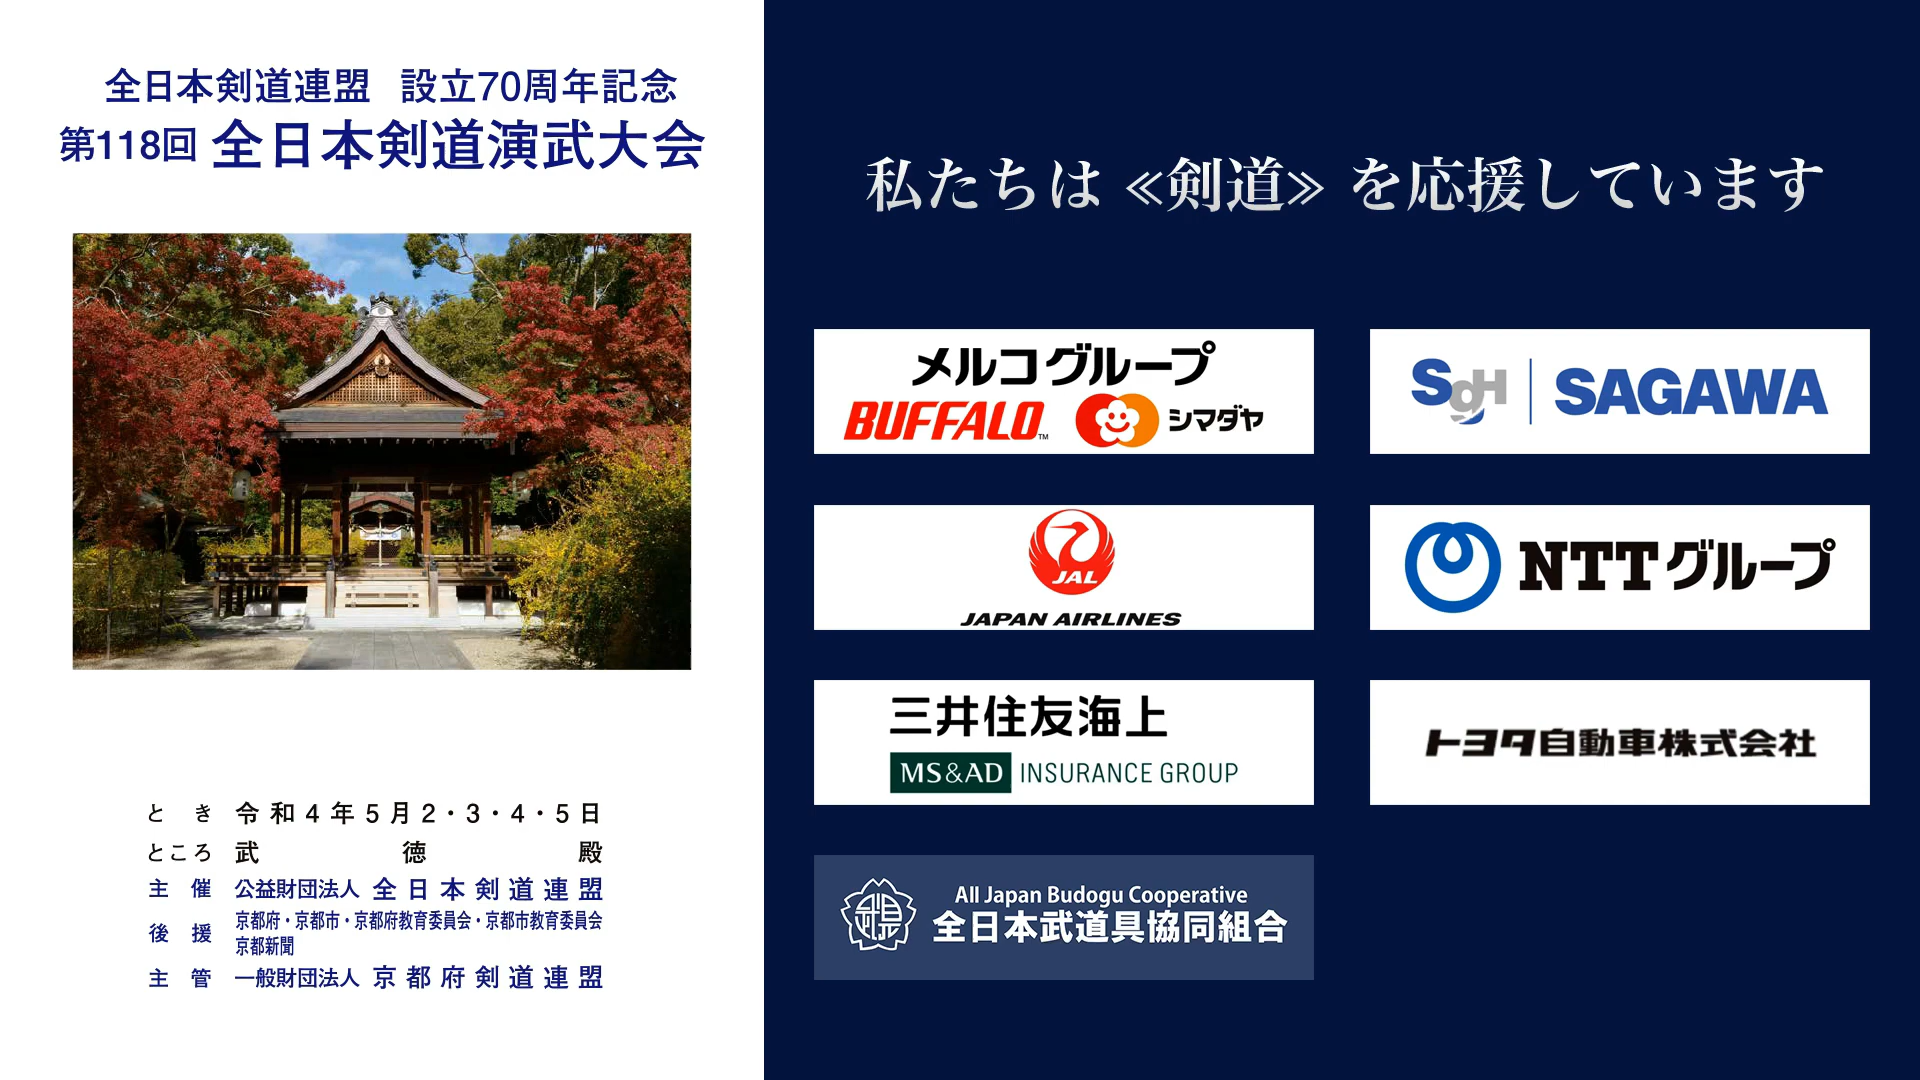 全日本剣道連盟 設立70周年記念
第118回 全日本剣道演武大会
とき 令和4年5月2・3・4・5日
ところ 武徳殿
主催 公益財団法人 全日本剣道連盟
後援 京都府・京都市・京都府教育委員会・京都市教育委員会
京都新聞
主管 一般財団法人 京都府剣道連盟
私たちは ≪剣道≫ を応援しています
メルコグループ
BUFFALO™ シマダヤ
SGH SAGAWA
JAL
JAPAN AIRLINES
NTTグループ
三井住友海上
MS&AD INSURANCE GROUP
トヨタ自動車株式会社
All Japan Budogu Cooperative
全日本武道具協同組合